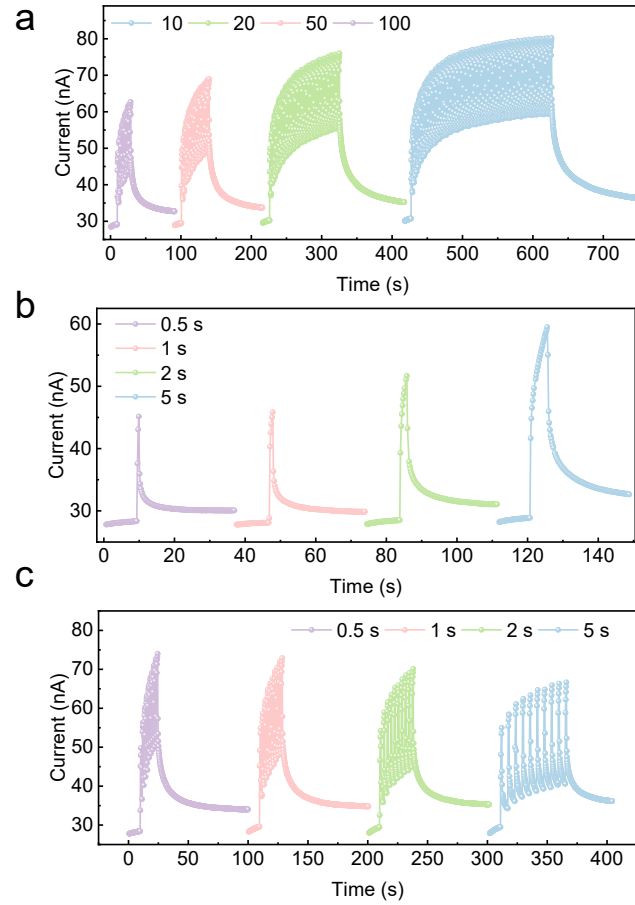 a
10 20 50 100
80
70
60
50
40
30
Current (nA)
0 100 200 300 400 500 600 700
Time (s)
b
0.5 s
1 s
2 s
5 s
60
50
40
30
Current (nA)
0 20 40 60 80 100 120 140
Time (s)
c
0.5 s 1 s 2 s 5 s
80
70
60
50
40
30
Current (nA)
0 50 100 150 200 250 300 350 400
Time (s)